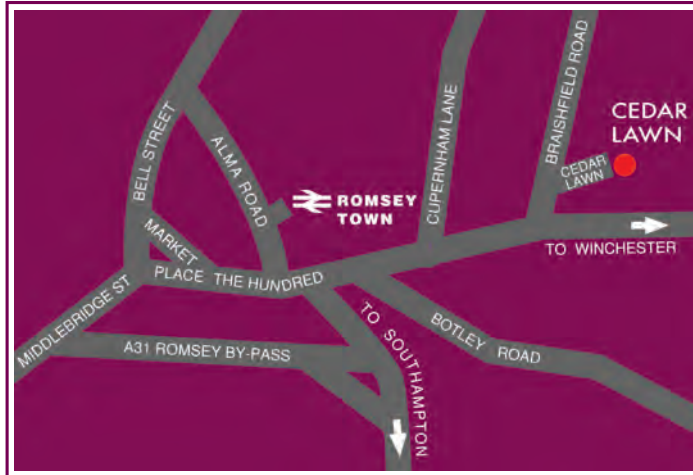 CEDAR
LAWN
BRAISHFIELD ROAD
CUPERNHAM LANE
BELL STREET
ALMA ROAD
CEDAR
LAWN
ROMSEY
TOWN
MARKET
PLACE THE HUNDRED
TO WINCHESTER
MIDDLEBRIDGE ST
A31 ROMSEY BY-PASS
TO SOUTHAMPTON
BOTLEY ROAD